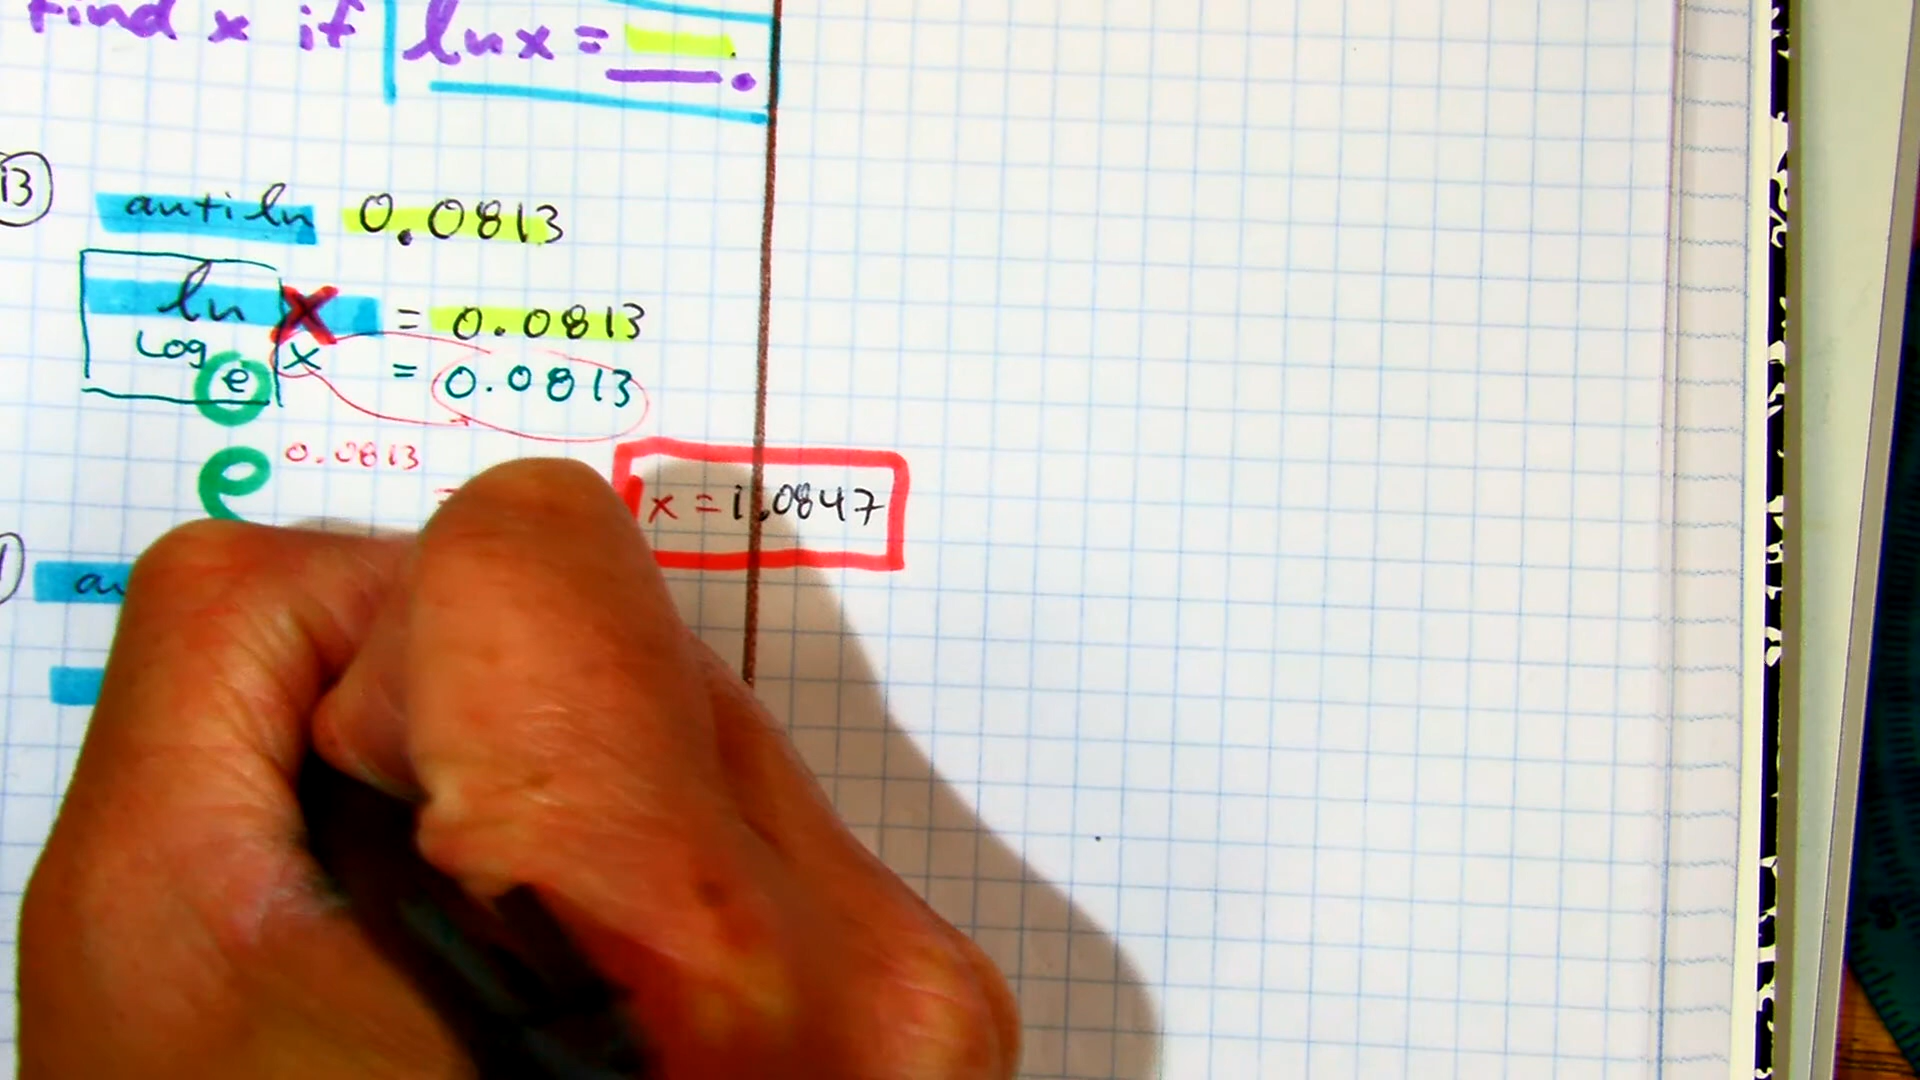 find x if ln x = .
13
antiln 0.0813
ln x = 0.0813
log e x = 0.0813
e 0.0813 =
x = 1.0847